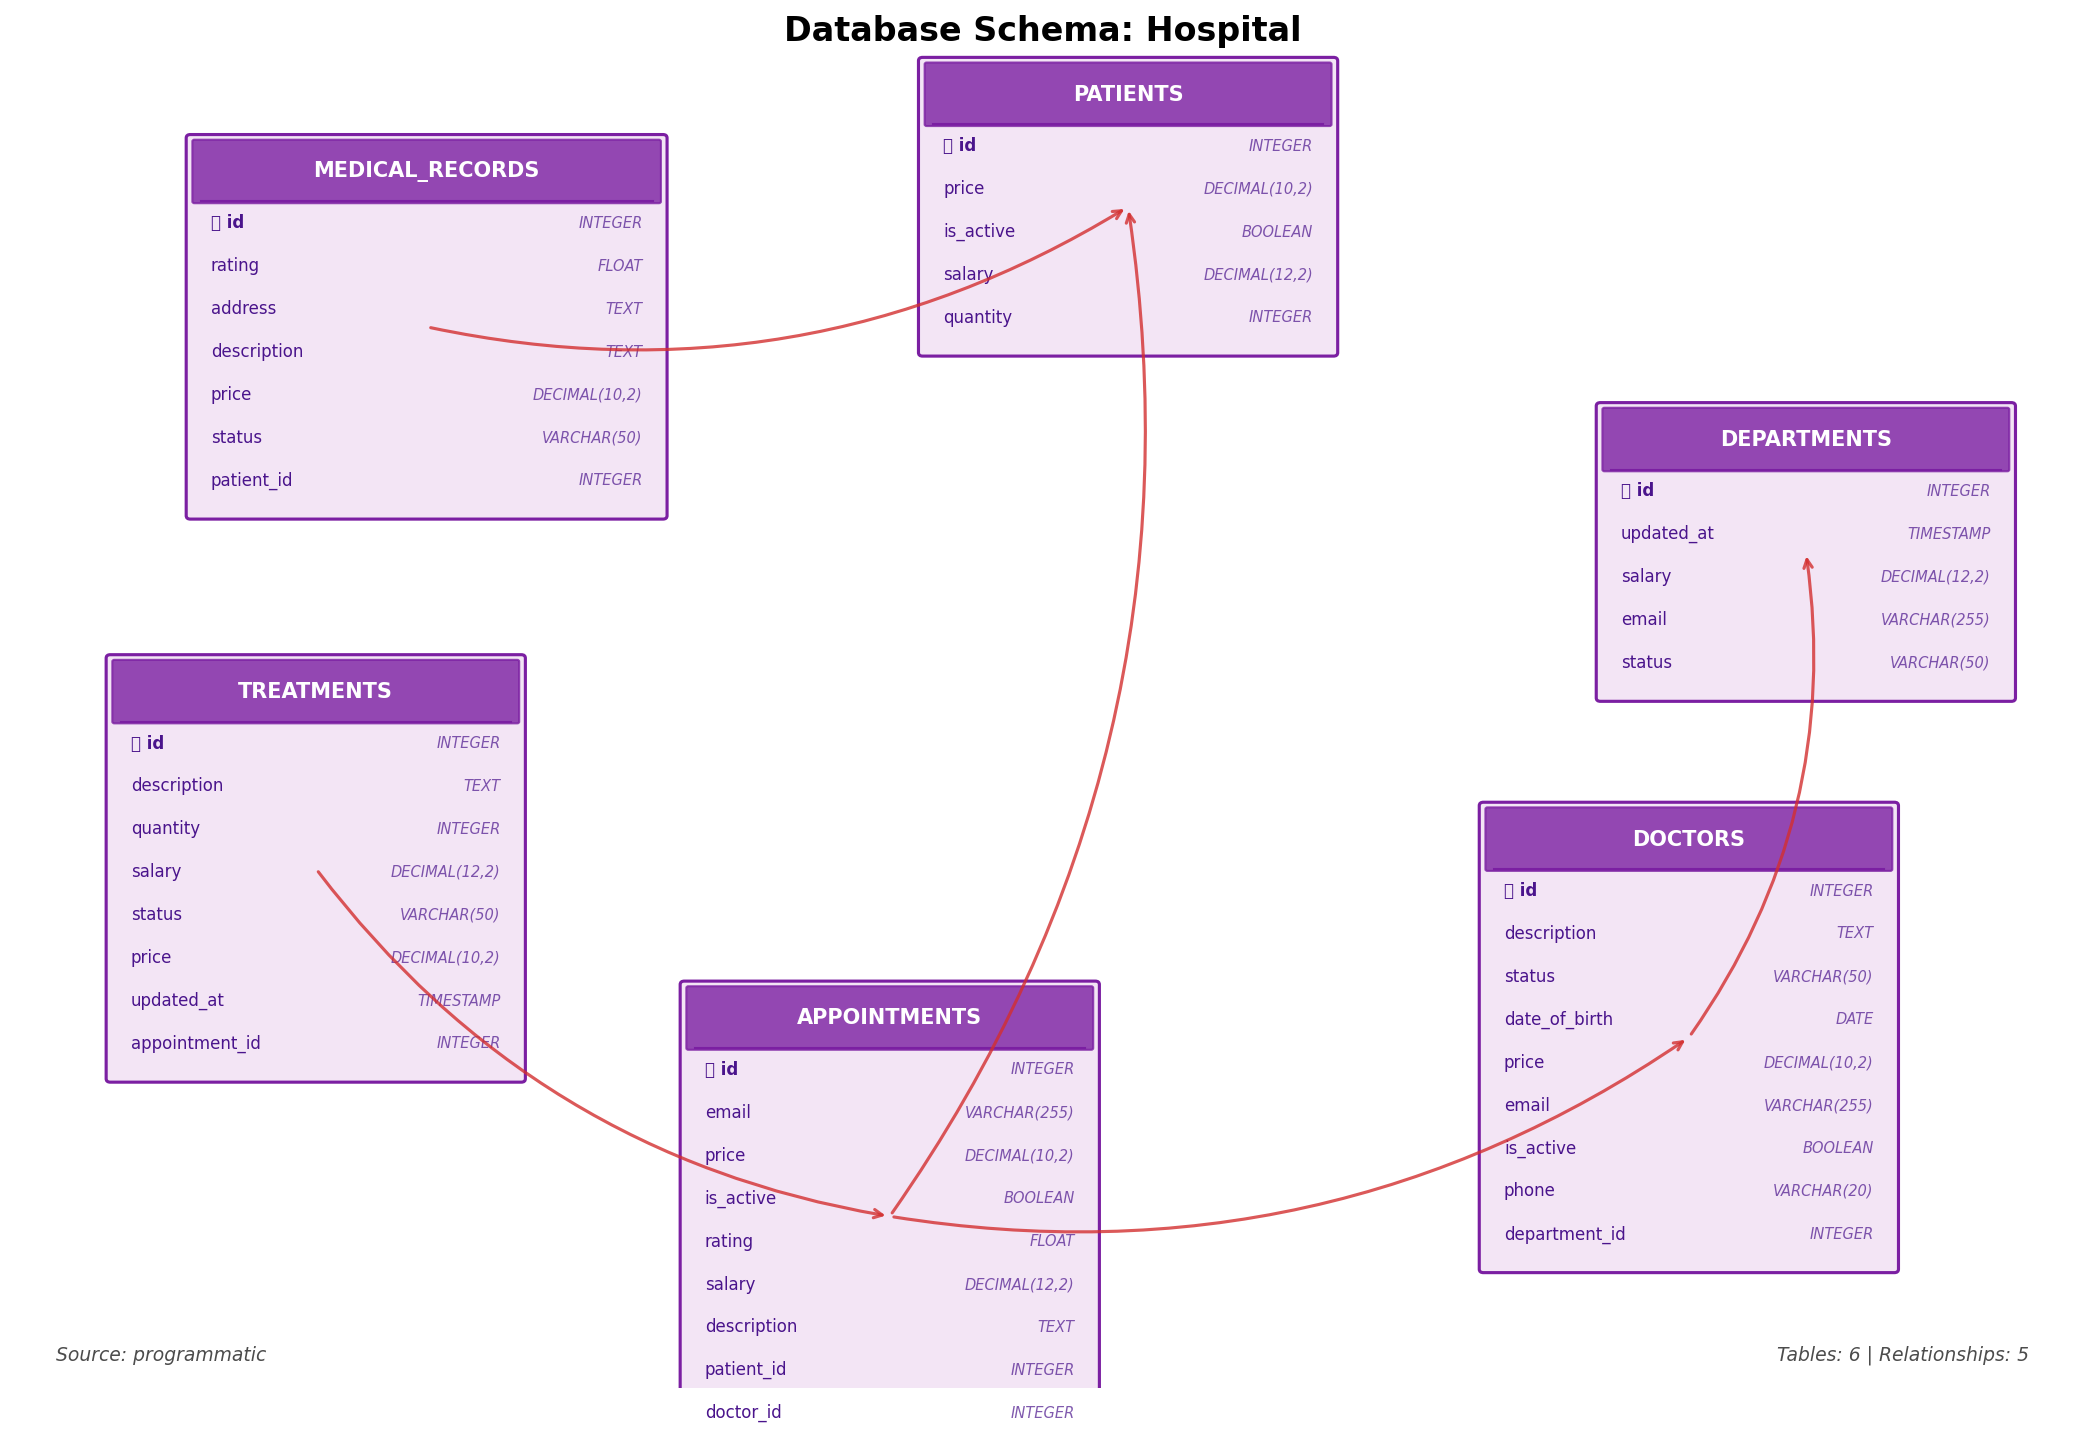 Database Schema: Hospital
PATIENTS
id INTEGER
price DECIMAL(10,2)
is_active BOOLEAN
salary DECIMAL(12,2)
quantity INTEGER
MEDICAL_RECORDS
id INTEGER
rating FLOAT
address TEXT
description TEXT
price DECIMAL(10,2)
status VARCHAR(50)
patient_id INTEGER
DEPARTMENTS
id INTEGER
updated_at TIMESTAMP
salary DECIMAL(12,2)
email VARCHAR(255)
status VARCHAR(50)
TREATMENTS
id INTEGER
description TEXT
quantity INTEGER
salary DECIMAL(12,2)
status VARCHAR(50)
price DECIMAL(10,2)
updated_at TIMESTAMP
appointment_id INTEGER
DOCTORS
id INTEGER
description TEXT
status VARCHAR(50)
date_of_birth DATE
price DECIMAL(10,2)
email VARCHAR(255)
is_active BOOLEAN
phone VARCHAR(20)
department_id INTEGER
APPOINTMENTS
id INTEGER
email VARCHAR(255)
price DECIMAL(10,2)
is_active BOOLEAN
rating FLOAT
salary DECIMAL(12,2)
description TEXT
patient_id INTEGER
doctor_id INTEGER
Source: programmatic
Tables: 6 | Relationships: 5